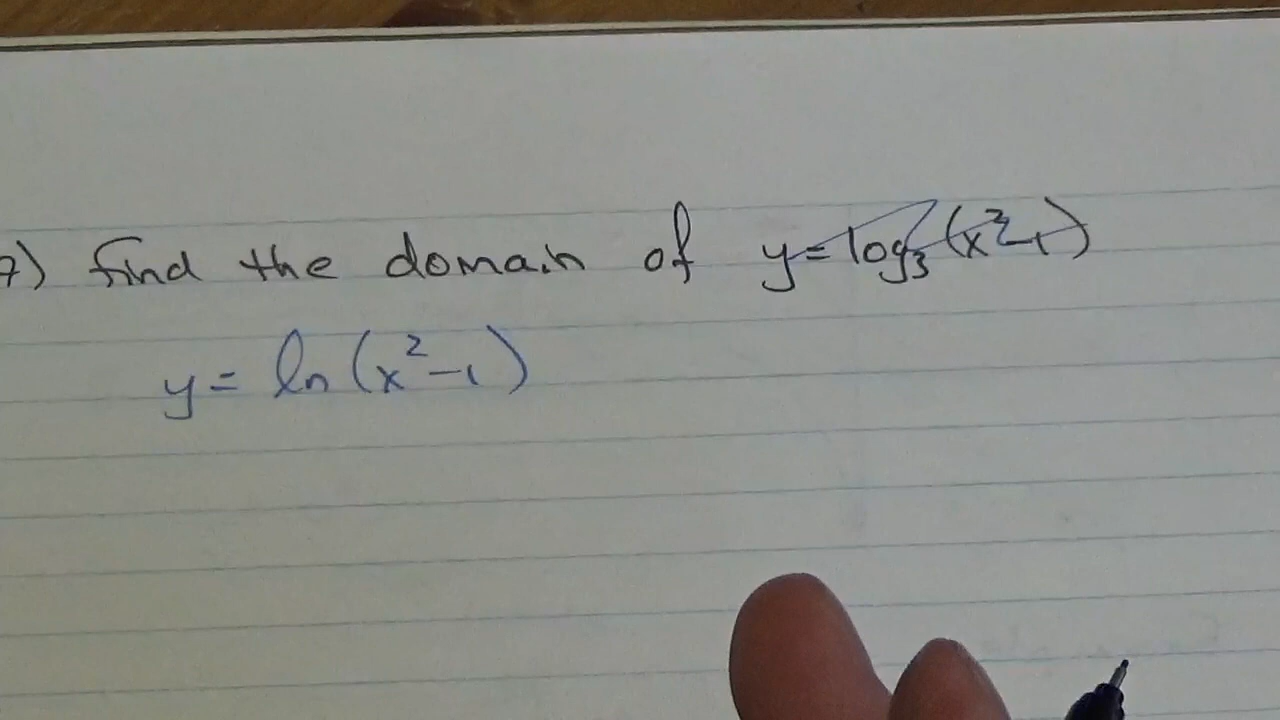 7) find the domain of y=log₃(x²-1)
y = ln(x²-1)